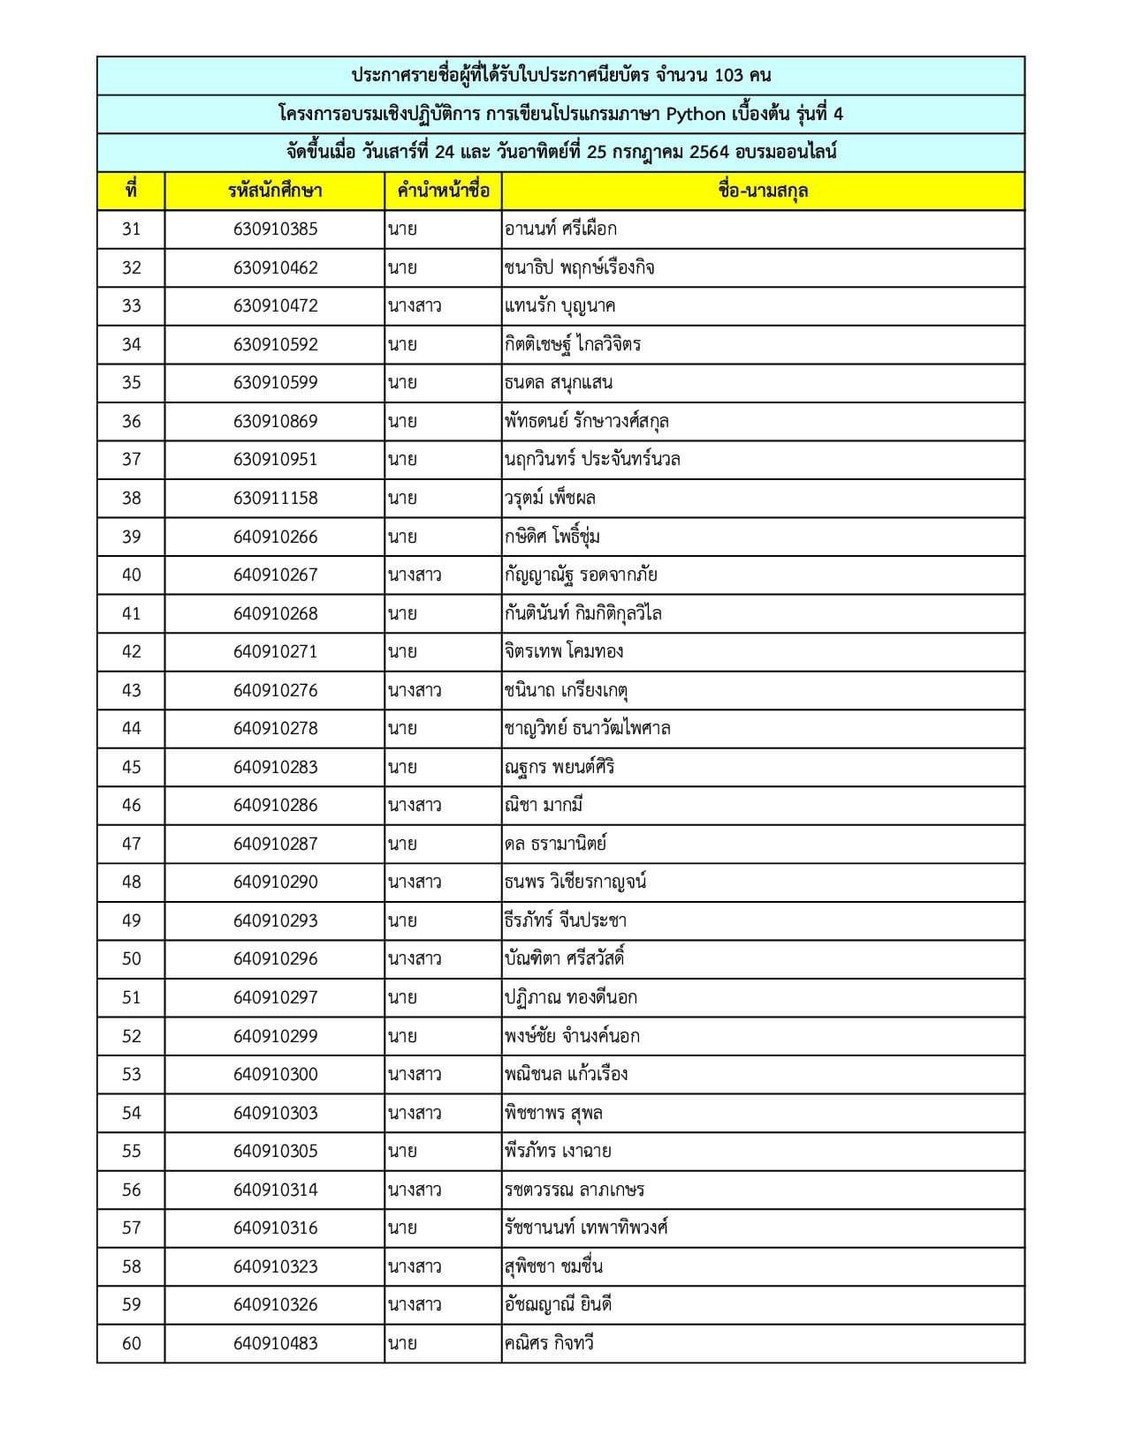 ประกาศรายชื่อผู้ที่ได้รับใบประกาศนียบัตร จำนวน 103 คน
โครงการอบรมเชิงปฏิบัติการ การเขียนโปรแกรมภาษา Python เบื้องต้น รุ่นที่ 4
จัดขึ้นเมื่อ วันเสาร์ที่ 24 และ วันอาทิตย์ที่ 25 กรกฎาคม 2564 อบรมออนไลน์
ที่ รหัสนักศึกษา คำนำหน้าชื่อ ชื่อ-นามสกุล
31 630910385 นาย อานนท์ ศรีเผือก
32 630910462 นาย ชนาธิป พฤกษ์เรืองกิจ
33 630910472 นางสาว แทนรัก บุญนาค
34 630910592 นาย กิตติเชษฐ์ ไกลวิจิตร
35 630910599 นาย ธนดล สนุกแสน
36 630910869 นาย พัทธดนย์ รักษาวงศ์สกุล
37 630910951 นาย นฤกวินทร์ ประจันทร์นวล
38 630911158 นาย วรุตม์ เพ็ชผล
39 640910266 นาย กษิดิศ โพธิ์ชุ่ม
40 640910267 นางสาว กัญญาณัฐ รอดจากภัย
41 640910268 นาย กันตินันท์ กิมกิติกุลวิไล
42 640910271 นาย จิตรเทพ โคมทอง
43 640910276 นางสาว ชนินาถ เกรียงเกตุ
44 640910278 นาย ชาญวิทย์ ธนาวัฒไพศาล
45 640910283 นาย ณฐกร พยนต์ศิริ
46 640910286 นางสาว ณิชา มากมี
47 640910287 นาย ดล ธรามานิตย์
48 640910290 นางสาว ธนพร วิเชียรกาญจน์
49 640910293 นาย ธีรภัทร์ จีนประชา
50 640910296 นางสาว บัณฑิตา ศรีสวัสดิ์
51 640910297 นาย ปฏิภาณ ทองดีนอก
52 640910299 นาย พงษ์ชัย จำนงค์นอก
53 640910300 นางสาว พณิชนล แก้วเรือง
54 640910303 นางสาว พิชชาพร สุพล
55 640910305 นาย พีรภัทร เงาฉาย
56 640910314 นางสาว รชตวรรณ ลาภเกษร
57 640910316 นาย รัชชานนท์ เทพาทิพวงศ์
58 640910323 นางสาว สุพิชชา ชมชื่น
59 640910326 นางสาว อัชฌญาณี ยินดี
60 640910483 นาย คณิศร กิจทวี